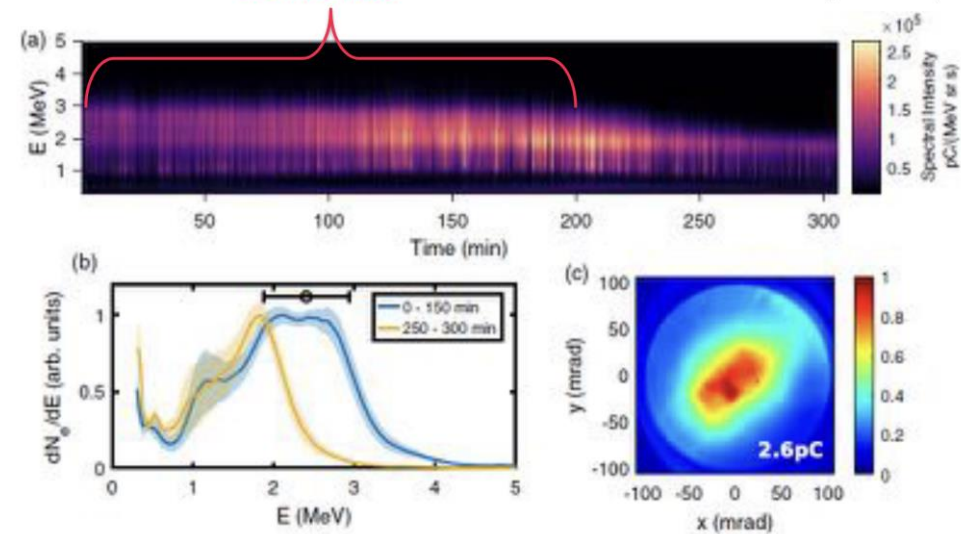 (a)
5
4
3
2
1
E (MeV)
50 100 150 200 250 300
Time (min)
×10⁵
2.5
2
1.5
1
0.5
Spectral Intensity
pC/(MeV sr s)
(b)
1
0.5
0
dNₑ/dE (arb. units)
0 - 150 min
250 - 300 min
0 1 2 3 4 5
E (MeV)
(c)
100
50
0
-50
-100
y (mrad)
2.6pC
-100 -50 0 50 100
x (mrad)
1
0.8
0.6
0.4
0.2
0